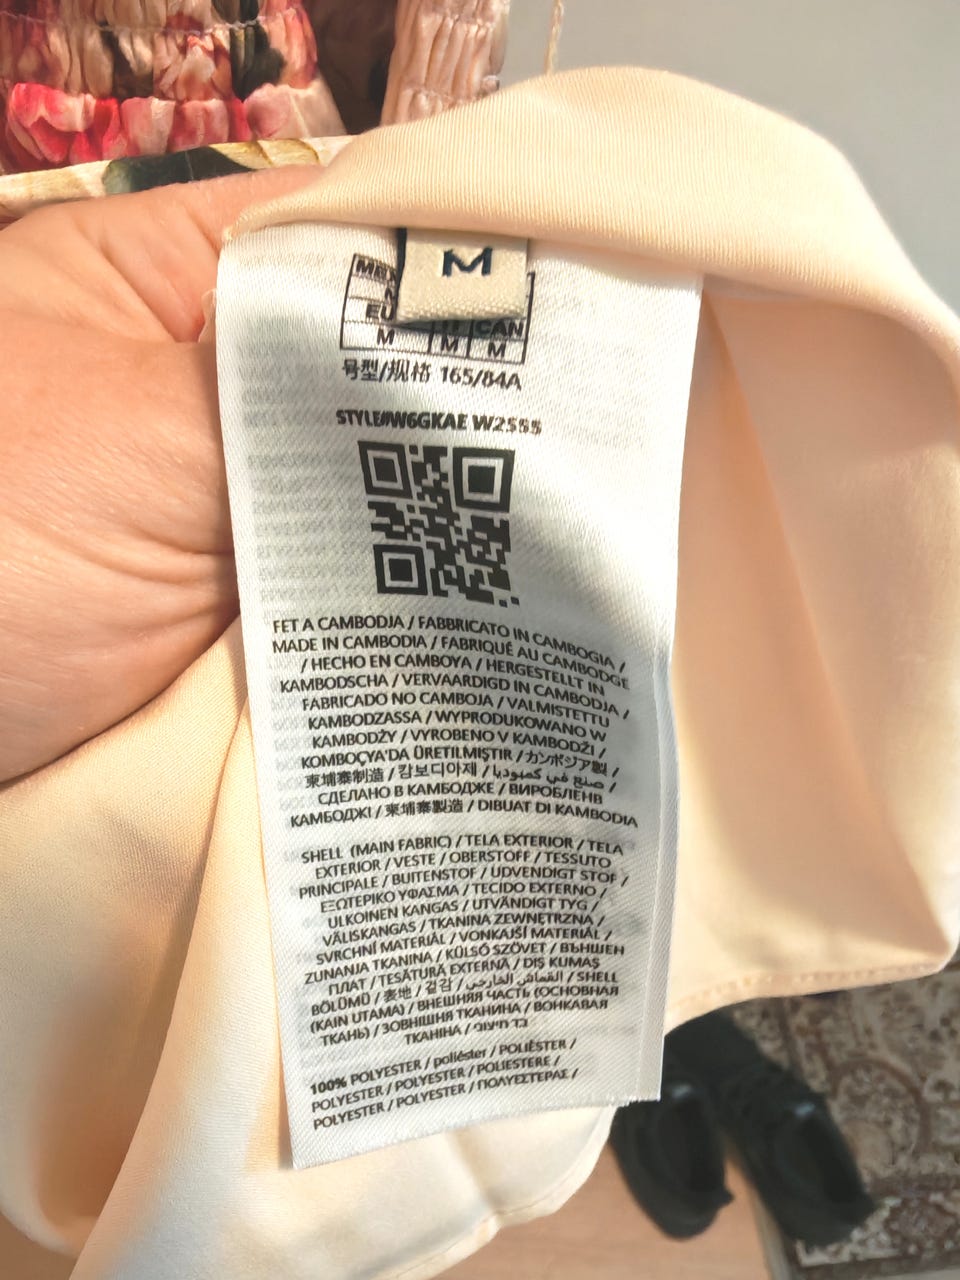 M
EU
CAN
M
M
M
号型/规格 165/84A
STYLE#W6GKAE W2555
FET A CAMBODJA / FABBRICATO IN CAMBOGIA /
MADE IN CAMBODIA / FABRIQUÉ AU CAMBODGE
/ HECHO EN CAMBOYA / HERGESTELLT IN
KAMBODSCHA / VERVAARDIGD IN CAMBODJA /
FABRICADO NO CAMBOJA / VALMISTETTU
KAMBODZASSA / WYPRODUKOWANO W
KAMBODŻY / VYROBENO V KAMBODŽI /
KOMBOÇYA'DA ÜRETILMIŞTIR / カンボジア製 /
柬埔寨制造 / 캄보디아제 / صنع في كمبوديا /
СДЕЛАНО В КАМБОДЖЕ / ВИРОБЛЕНВ
КАМБОДЖІ / 柬埔寨製造 / DIBUAT DI KAMBODIA
SHELL (MAIN FABRIC) / TELA EXTERIOR / TELA
EXTERIOR / VESTE / OBERSTOFF / TESSUTO
PRINCIPALE / BUITENSTOF / UDVENDIGT STOF /
ΕΞΩΤΕΡΙΚΟ ΥΦΑΣΜΑ / TECIDO EXTERNO /
ULKOINEN KANGAS / UTVÄNDIGT TYG /
VÄLISKANGAS / TKANINA ZEWNĘTRZNA /
SVRCHNÍ MATERIÁL / VONKAJŠÍ MATERIÁL /
ZUNANJA TKANINA / KÜLSŐ SZÖVET / ВЪНШЕН
ПЛАТ / TESĂTURĂ EXTERNĂ / DIŞ KUMAŞ
BÖLÜMÜ / 表地 / 겉감 / القماش الخارجي / SHELL
(KAIN UTAMA) / ВНЕШНЯЯ ЧАСТЬ (ОСНОВНАЯ
ТКАНЬ) / ЗОВНІШНЯ ТКАНИНА / ВОНКАВАЯ
ТКАНІНА / בד חיצוני
100% POLYESTER / poliéster / POLIÈSTER /
POLYESTER / POLYESTER / POLIESTERE /
POLYESTER / POLYESTER / ΠΟΛΥΕΣΤΕΡΑΣ /